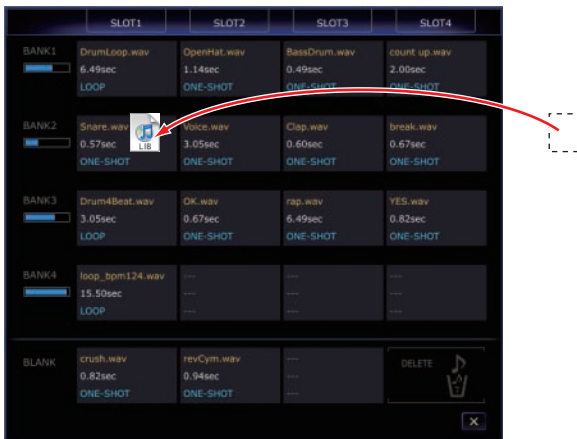 SLOT1 SLOT2 SLOT3 SLOT4
BANK1
DrumLoop.wav OpenHat.wav BassDrum.wav count up.wav
6.49sec 1.14sec 0.49sec 2.00sec
LOOP ONE-SHOT ONE-SHOT ONE-SHOT
BANK2
Snare.wav Voice.wav Clap.wav break.wav
0.57sec 3.05sec 0.60sec 0.67sec
ONE-SHOT ONE-SHOT ONE-SHOT ONE-SHOT
LIB
BANK3
Drum4Beat.wav OK.wav rap.wav YES.wav
3.05sec 0.67sec 6.49sec 0.82sec
LOOP ONE-SHOT ONE-SHOT ONE-SHOT
BANK4
loop_bpm124.wav --- --- ---
15.50sec --- --- ---
LOOP --- --- ---
BLANK
crush.wav revCym.wav --- DELETE
0.82sec 0.94sec ---
ONE-SHOT ONE-SHOT ---
X